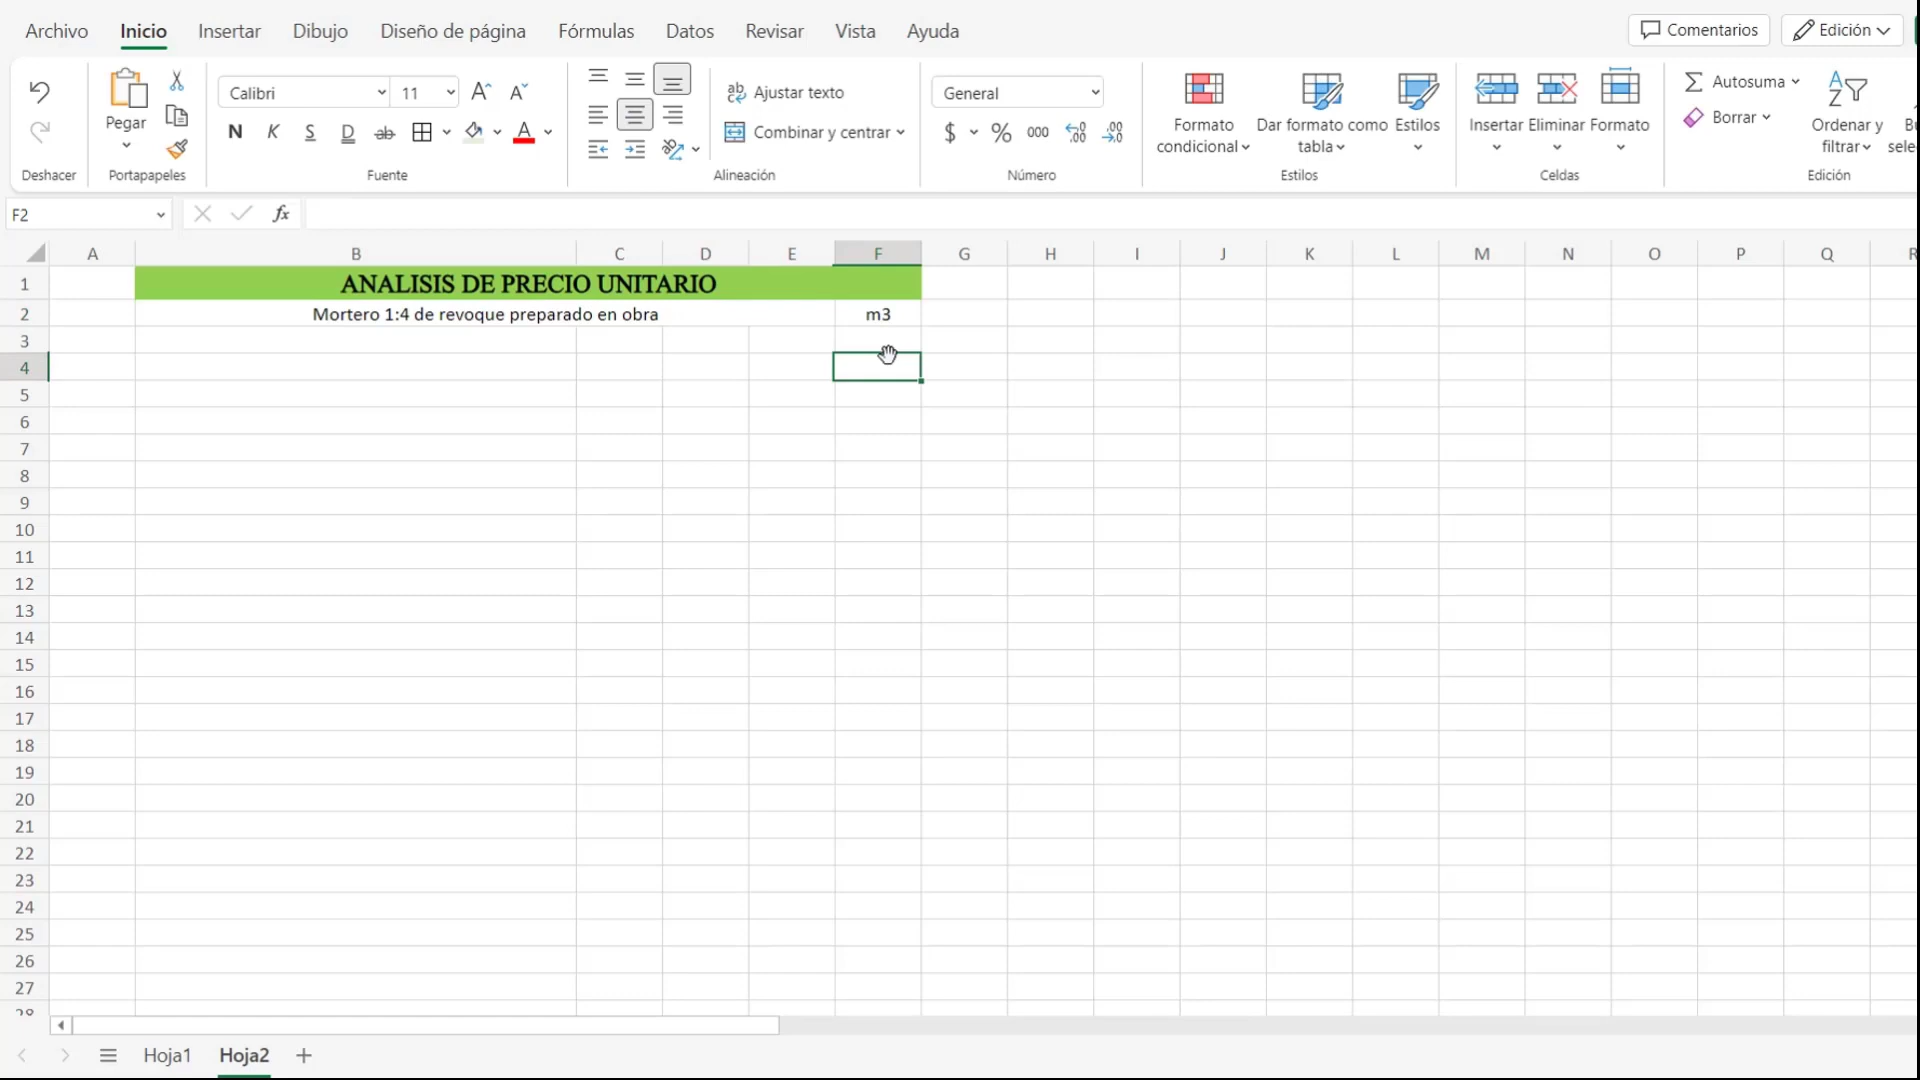 Archivo Inicio Insertar Dibujo Diseño de página Fórmulas Datos Revisar Vista Ayuda Comentarios Edición
Pegar
Calibri 11
N K S D ab
ab Ajustar texto
Combinar y centrar
General
$ % 000
Formato condicional
Dar formato como tabla
Estilos
Insertar Eliminar Formato
Autosuma
Borrar
Ordenar y filtrar
Deshacer Portapapeles Fuente Alineación Número Estilos Celdas Edición
F2 fx
A B C D E F G H I J K L M N O P Q R
1 ANALISIS DE PRECIO UNITARIO
2 Mortero 1:4 de revoque preparado en obra m3
3
4
5
6
7
8
9
10
11
12
13
14
15
16
17
18
19
20
21
22
23
24
25
26
27
28
Hoja1 Hoja2